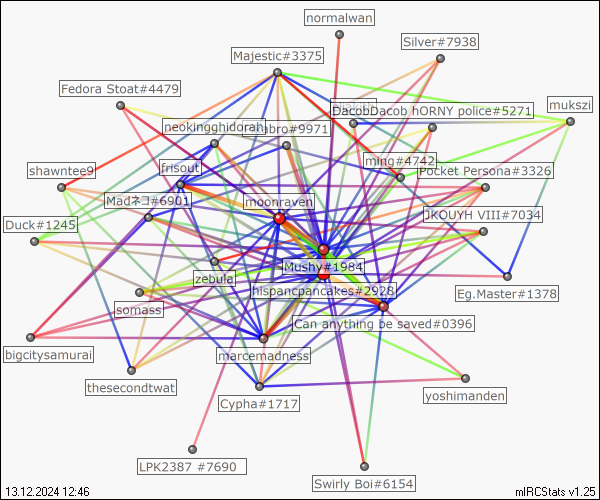 normalwan
Silver#7938
Majestic#3375
Fedora Stoat#4479
DacobDacob
hORNY police#5271
mukszi
neokingghidorah
#9971
ming#4742
Pocket Persona#3326
shawntee9
frisout
Madネコ#6901
moonraven
JKOUYH VIII#7034
Duck#1245
Mushy#1984
zebula
hispancpancakes#2928
Eg.Master#1378
somass
Can anything be saved#0396
bigcitysamurai
marcemadness
thesecondtwat
yoshimanden
Cypha#1717
LPK2387 #7690
Swirly Boi#6154
13.12.2024 12:46
mIRCStats v1.25